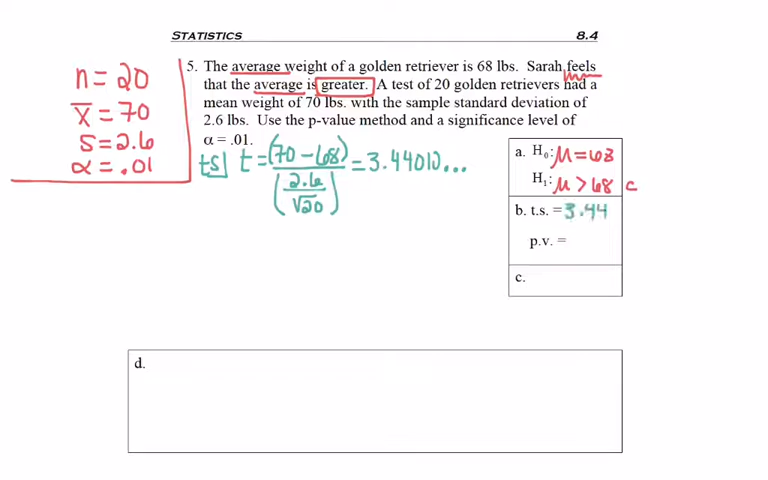 STATISTICS 8.4
5. The average weight of a golden retriever is 68 lbs. Sarah feels
that the average is greater. A test of 20 golden retrievers had a
mean weight of 70 lbs. with the sample standard deviation of
2.6 lbs. Use the p-value method and a significance level of
α = .01.
n = 20
x̄ = 70
s = 2.6
α = .01
ts t = (70 - 68) / (2.6 / √20) = 3.44010...
a. H₀: μ = 68
H₁: μ > 68 c
b. t.s. = 3.44
p.v. =
c.
d.